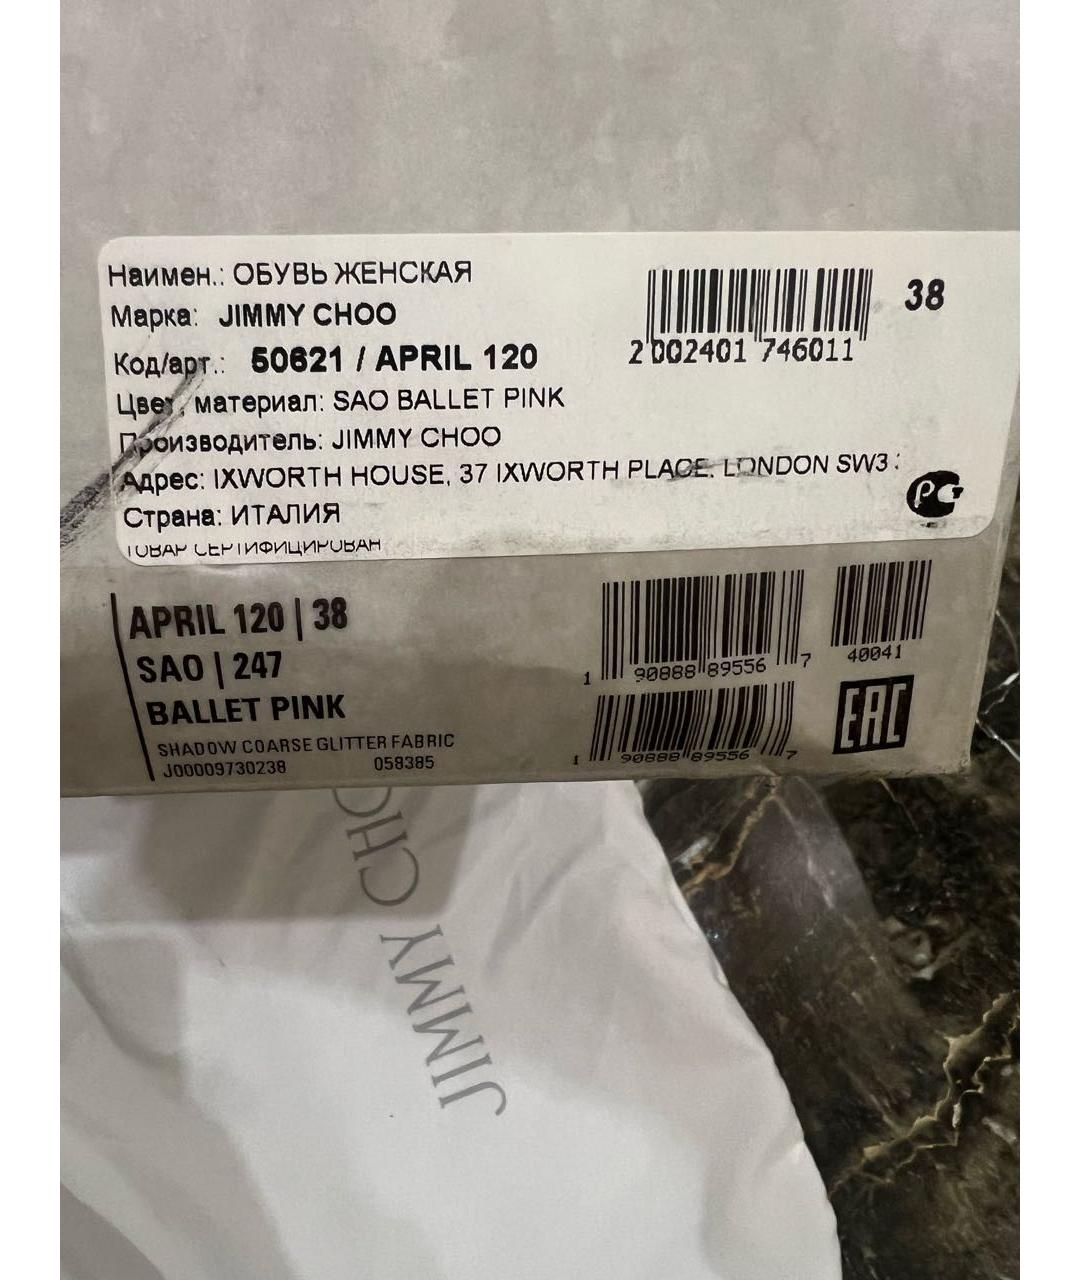 Наимен.: ОБУВЬ ЖЕНСКАЯ
Марка: JIMMY CHOO
Код/арт.: 50621 / APRIL 120
Цвет, материал: SAO BALLET PINK
Производитель: JIMMY CHOO
Адрес: IXWORTH HOUSE, 37 IXWORTH PLACE. LONDON SW3
Страна: ИТАЛИЯ
ТОВАР СЕРТИФИЦИРОВАН
2 002401 746011
38
РСТ
APRIL 120 | 38
SAO | 247
BALLET PINK
SHADOW COARSE GLITTER FABRIC
J00009730238 058385
1 90888 89556 7
40041
1 90888 89556 7
EAC
JIMMY CHO